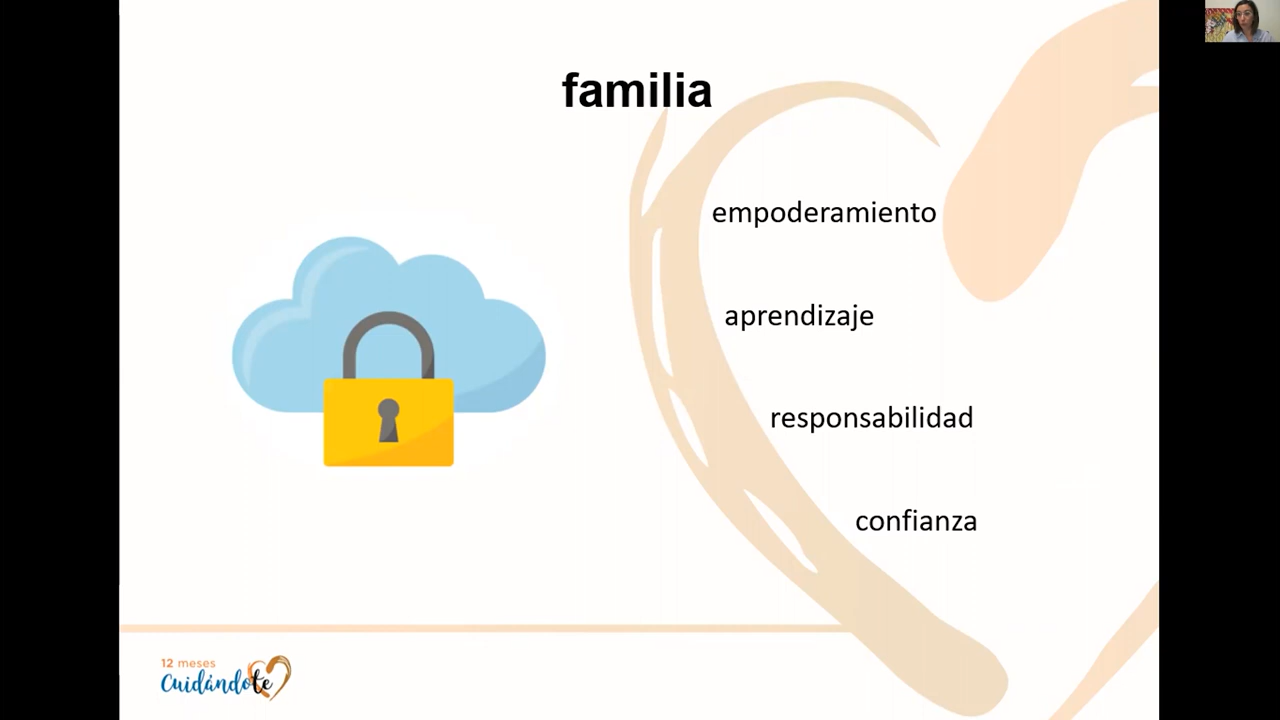 familia
empoderamiento
aprendizaje
responsabilidad
confianza
12 meses
Cuidándote